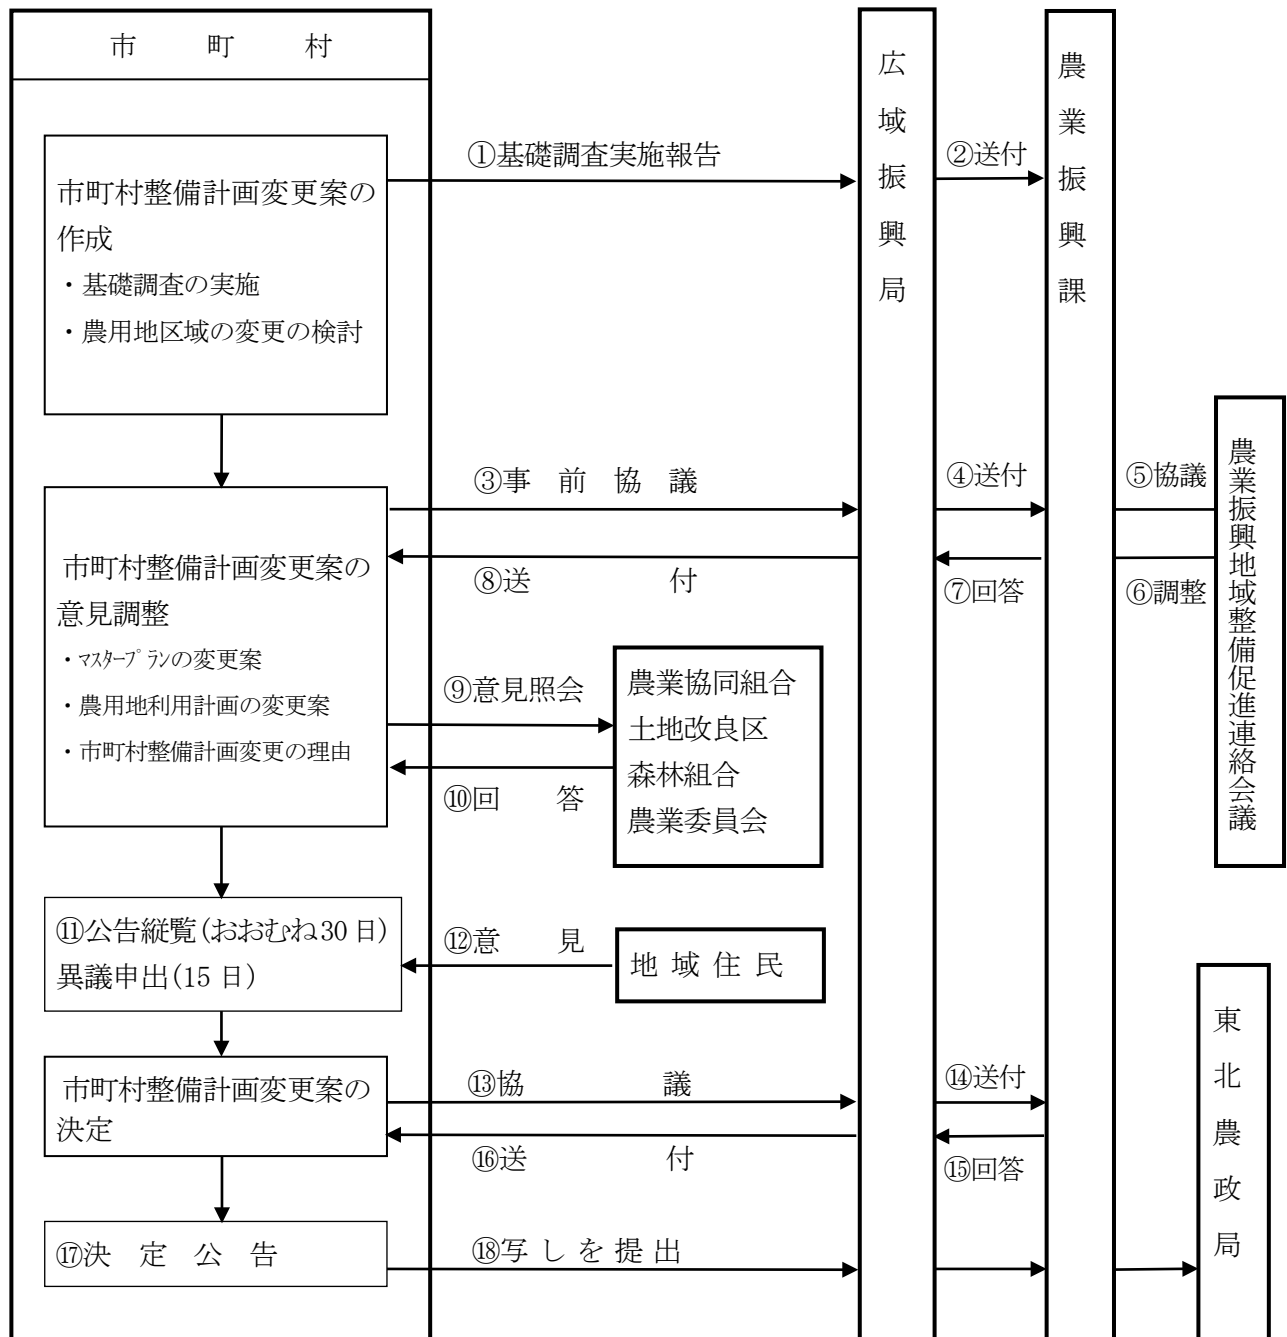 市町村
広域振興局
農業振興課
①基礎調査実施報告
②送付
市町村整備計画変更案の
作成
・基礎調査の実施
・農用地区域の変更の検討
③事前協議
④送付
⑤協議
農業振興地域整備促進連絡会議
市町村整備計画変更案の
意見調整
・マスタープランの変更案
・農用地利用計画の変更案
・市町村整備計画変更の理由
⑧送付
⑦回答
⑥調整
⑨意見照会
農業協同組合
土地改良区
森林組合
農業委員会
⑩回答
⑪公告縦覧(おおむね30日)
異議申出(15日)
⑫意見
地域住民
東北農政局
市町村整備計画変更案の
決定
⑬協議
⑭送付
⑯送付
⑮回答
⑰決定公告
⑱写しを提出